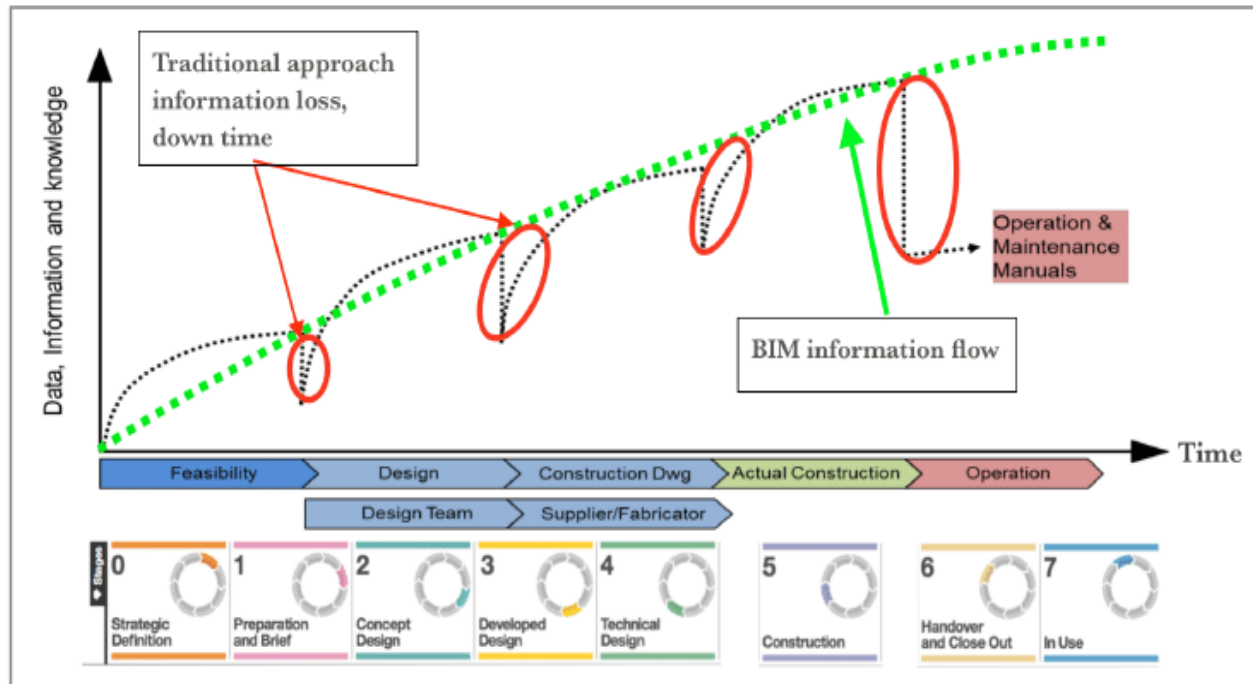 Traditional approach
information loss,
down time
Data, Information and knowledge
Operation &
Maintenance
Manuals
BIM information flow
Time
Feasibility
Design
Construction Dwg
Actual Construction
Operation
Design Team
Supplier/Fabricator
Stages
0
Strategic
Definition
1
Preparation
and Brief
2
Concept
Design
3
Developed
Design
4
Technical
Design
5
Construction
6
Handover
and Close Out
7
In Use